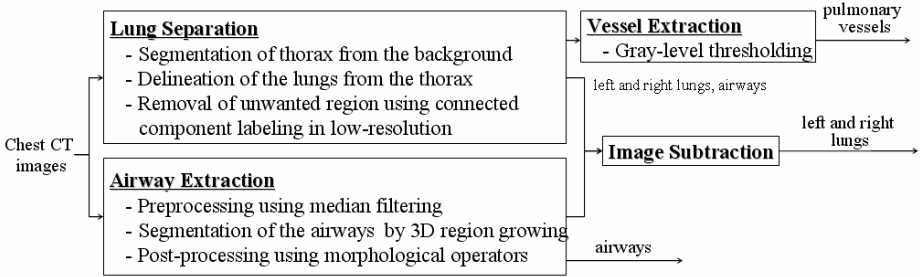 Chest CT
images
Lung Separation
- Segmentation of thorax from the background
- Delineation of the lungs from the thorax
- Removal of unwanted region using connected
component labeling in low-resolution
Airway Extraction
- Preprocessing using median filtering
- Segmentation of the airways by 3D region growing
- Post-processing using morphological operators
Vessel Extraction
- Gray-level thresholding
pulmonary
vessels
left and right lungs, airways
Image Subtraction
left and right
lungs
airways